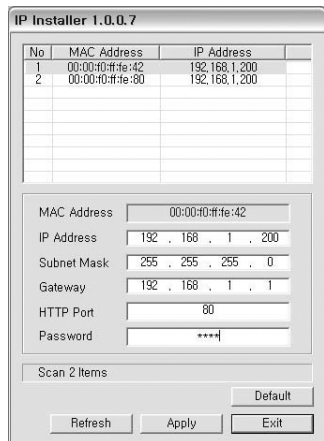 IP Installer 1.0.0.7
No MAC Address IP Address
1 00:00:f0:ff:fe:42 192,168,1,200
2 00:00:f0:ff:fe:80 192,168,1,200
MAC Address 00:00:f0:ff:fe:42
IP Address 192 . 168 . 1 . 200
Subnet Mask 255 . 255 . 255 . 0
Gateway 192 . 168 . 1 . 1
HTTP Port 80
Password ****
Scan 2 Items
Default
Refresh Apply Exit